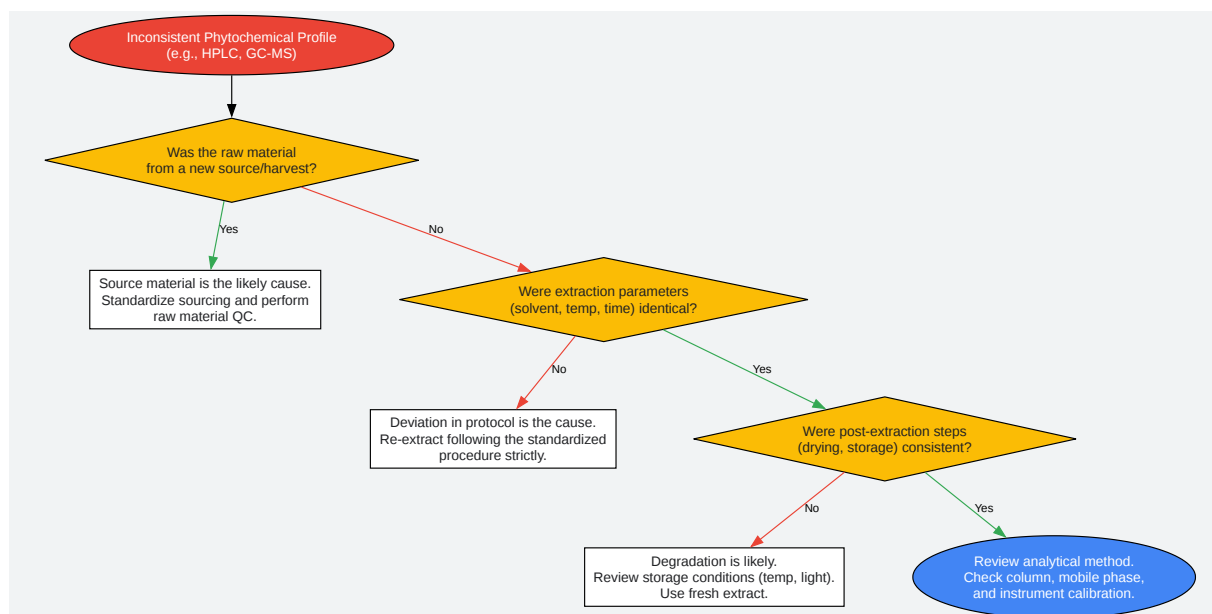 Inconsistent Phytochemical Profile
(e.g., HPLC, GC-MS)
Was the raw material
from a new source/harvest?
Yes
No
Source material is the likely cause.
Standardize sourcing and perform
raw material QC.
Were extraction parameters
(solvent, temp, time) identical?
No
Yes
Deviation in protocol is the cause.
Re-extract following the standardized
procedure strictly.
Were post-extraction steps
(drying, storage) consistent?
No
Yes
Degradation is likely.
Review storage conditions (temp, light).
Use fresh extract.
Review analytical method.
Check column, mobile phase,
and instrument calibration.